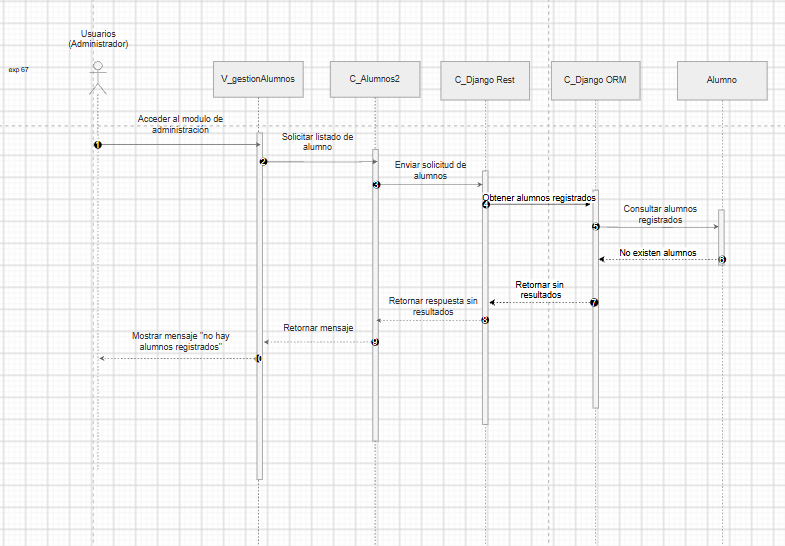 Usuarios
(Administrador)
exp 67
V_gestionAlumnos
C_Alumnos2
C_Django Rest
C_Django ORM
Alumno
Acceder al modulo de
administración
1
Solicitar listado de
alumno
2
Enviar solicitud de
alumnos
3
Obtener alumnos registrados
4
Consultar alumnos
registrados
5
No existen alumnos
6
Retornar sin
resultados
7
Retornar respuesta sin
resultados
8
Retornar mensaje
9
Mostrar mensaje "no hay
alumnos registrados"